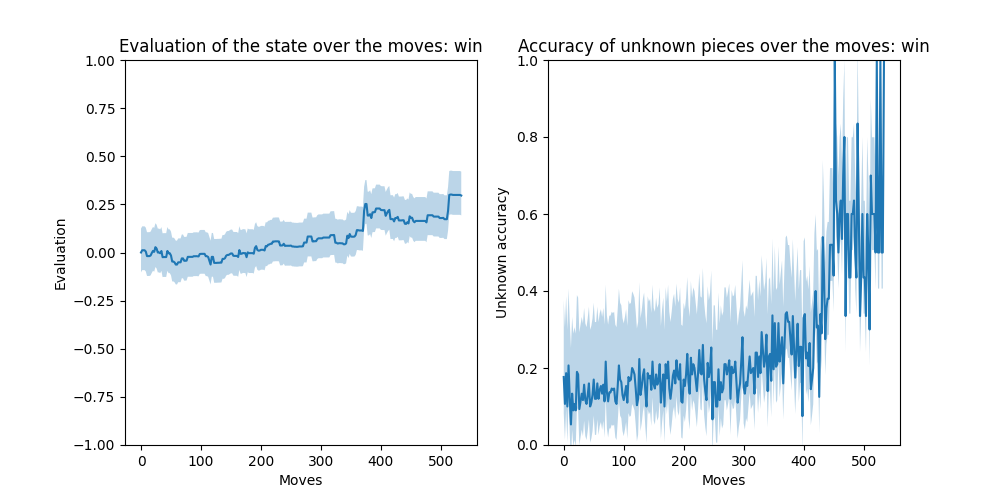 Evaluation of the state over the moves: win
1.00
0.75
0.50
0.25
0.00
−0.25
−0.50
−0.75
−1.00
Evaluation
0 100 200 300 400 500
Moves
Accuracy of unknown pieces over the moves: win
1.0
0.8
0.6
0.4
0.2
0.0
Unknown accuracy
0 100 200 300 400 500
Moves